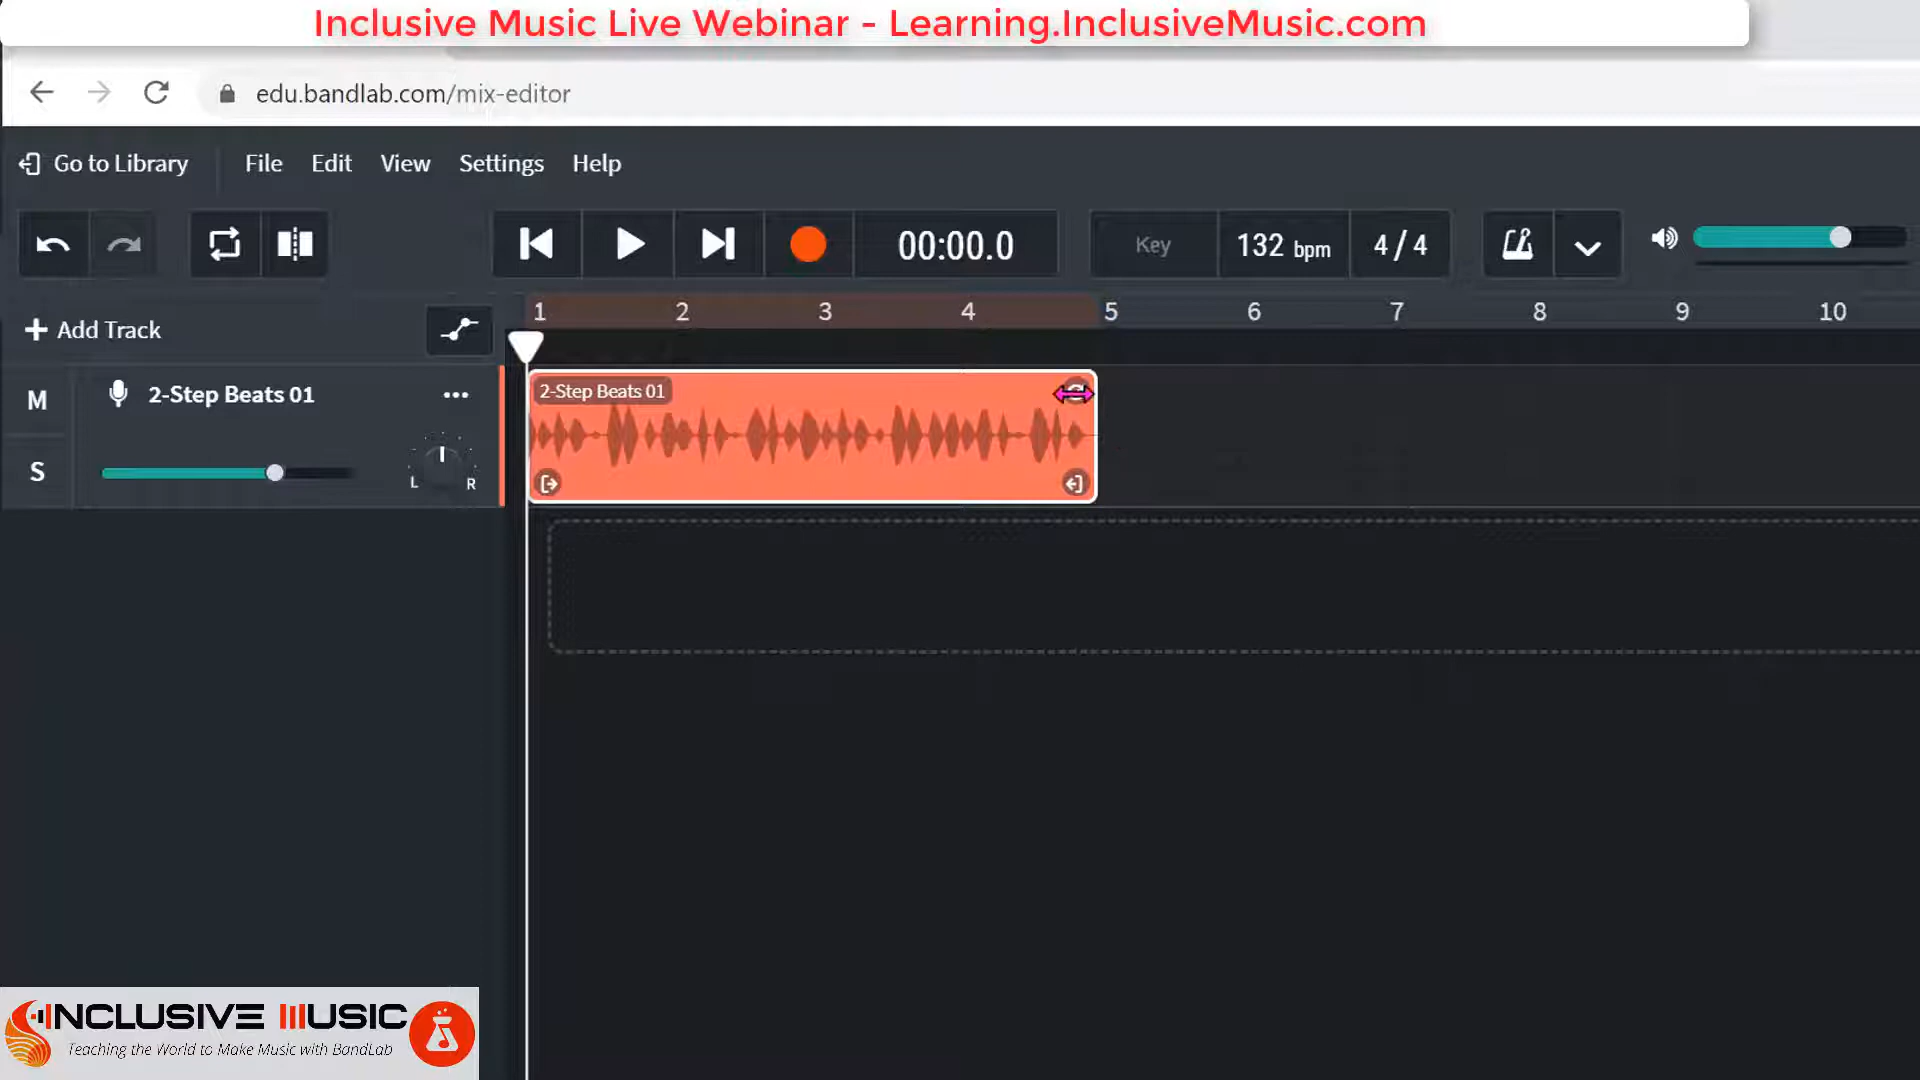 Inclusive Music Live Webinar - Learning.InclusiveMusic.com
edu.bandlab.com/mix-editor
Go to Library File Edit View Settings Help
00:00.0 Key 132 bpm 4 / 4
Add Track
1 2 3 4 5 6 7 8 9 10
M 2-Step Beats 01
2-Step Beats 01
S L R
INCLUSIVE MUSIC
Teaching the World to Make Music with BandLab